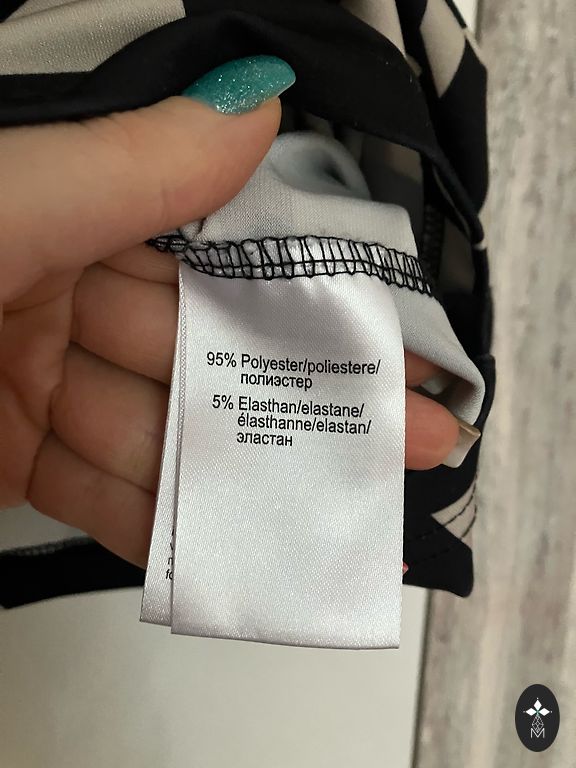 95% Polyester/poliestere/
полиэстер
5% Elasthan/elastane/
élasthanne/elastan/
эластан
M